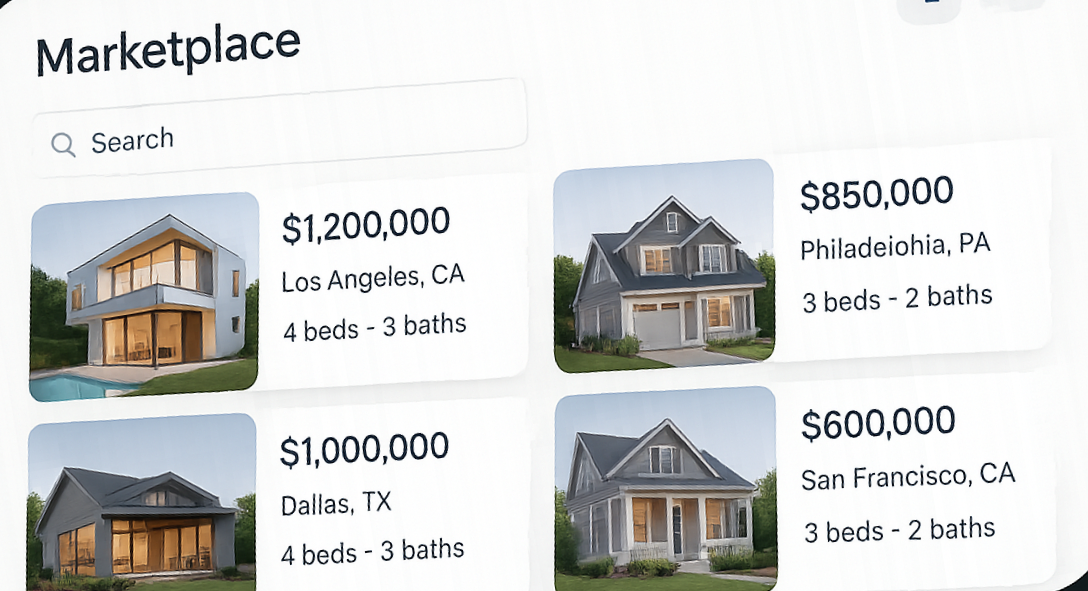 Marketplace
Search
$1,200,000
Los Angeles, CA
4 beds - 3 baths
$850,000
Philadeiohia, PA
3 beds - 2 baths
$1,000,000
Dallas, TX
4 beds - 3 baths
$600,000
San Francisco, CA
3 beds - 2 baths